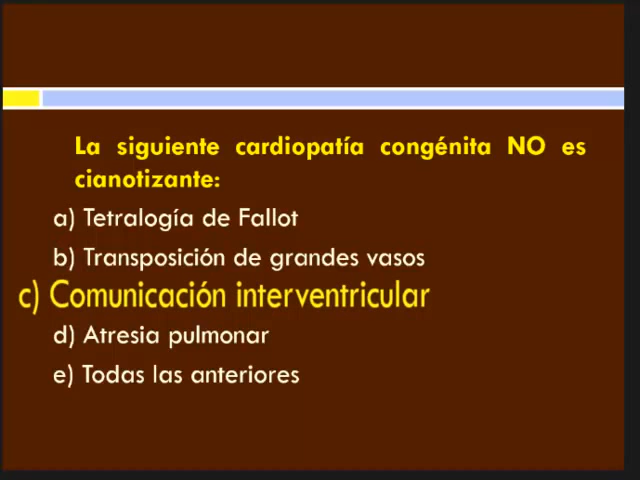 La siguiente cardiopatía congénita NO es
cianotizante:
a) Tetralogía de Fallot
b) Transposición de grandes vasos
c) Comunicación interventricular
d) Atresia pulmonar
e) Todas las anteriores